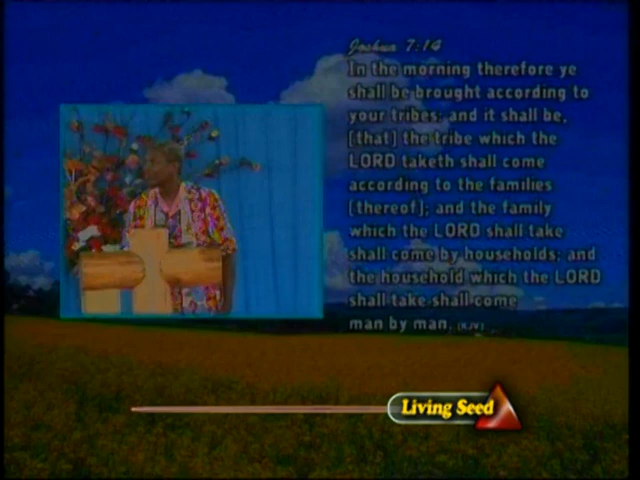 Joshua 7:14
In the morning therefore ye
shall be brought according to
your tribes: and it shall be,
[that] the tribe which the
LORD taketh shall come
according to the families
[thereof]; and the family
which the LORD shall take
shall come by households; and
the household which the LORD
shall take shall come
man by man. (KJV)
Living Seed